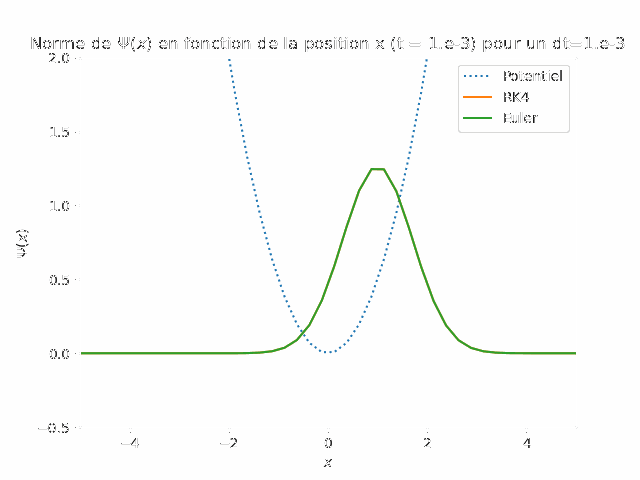 Norme de Ψ(x) en fonction de la position x (t = 1.e-3) pour un dt=1.e-3
2.0
1.5
1.0
0.5
0.0
−0.5
Ψ(x)
Potentiel
RK4
Euler
−4 −2 0 2 4
x